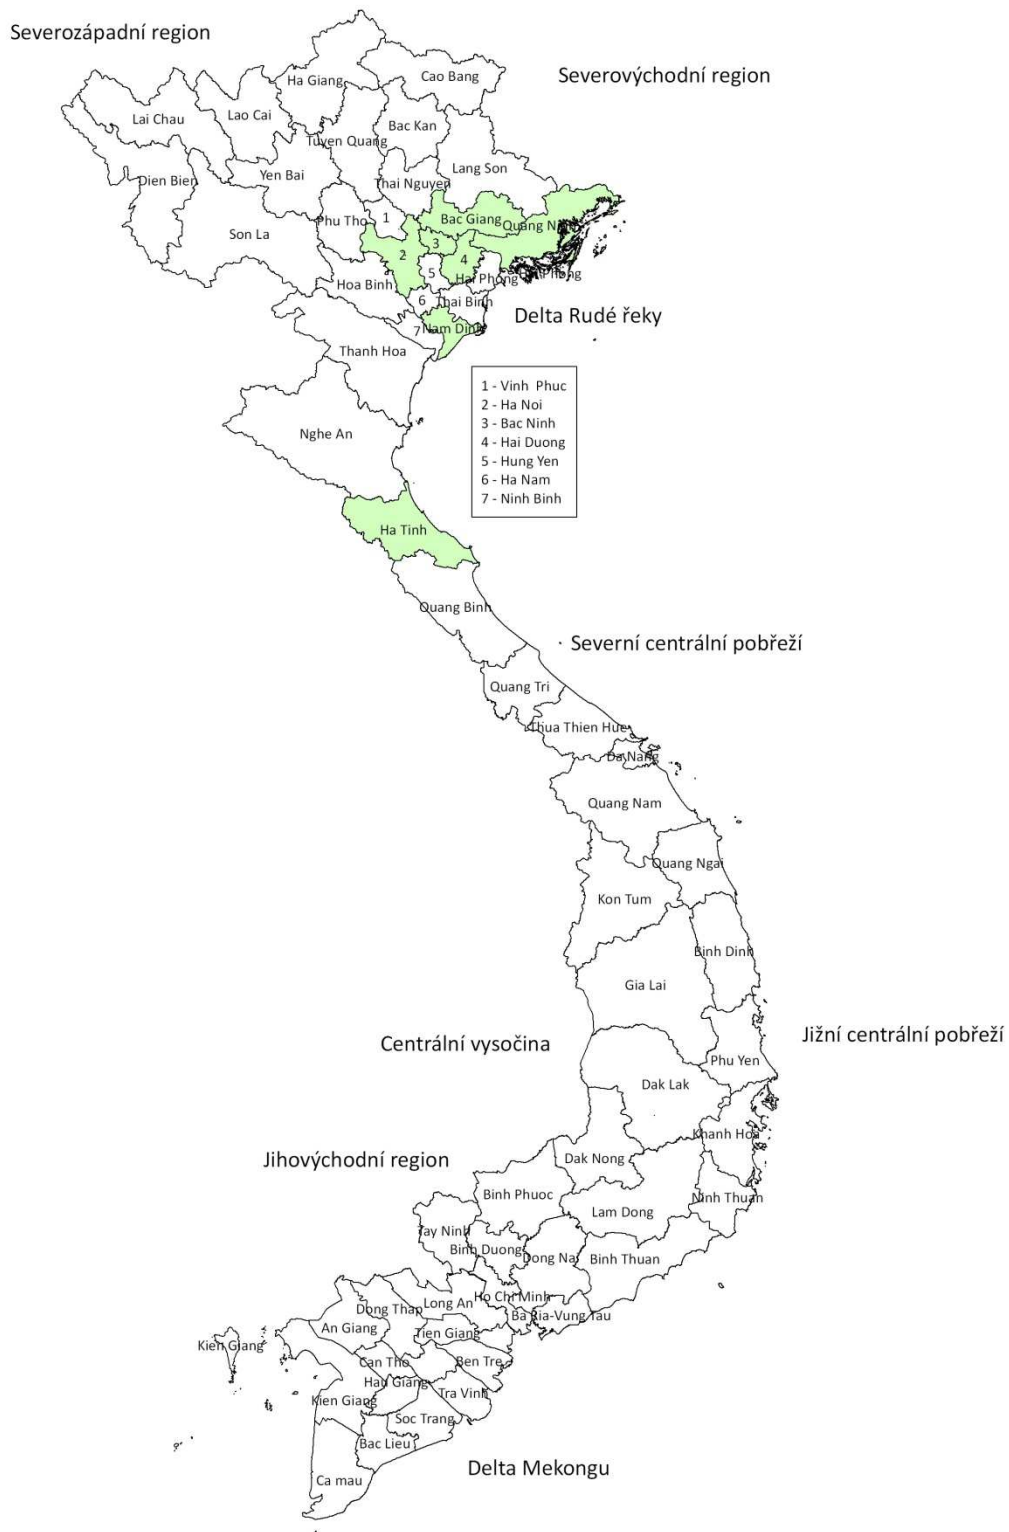 Severozápadní region
Severovýchodní region
Ha Giang
Cao Bang
Lai Chau
Lao Cai
Bac Kan
Tuyen Quang
Lang Son
Yen Bai
Dien Bien
Thai Nguyen
Phu Tho
1
Bac Giang
Quang Ninh
Son La
3
2
4
5
Hoa Binh
Hai Phong
Hai Phong
6
Thai Binh
Delta Rudé řeky
7
Nam Dinh
Thanh Hoa
1 - Vinh Phuc
2 - Ha Noi
3 - Bac Ninh
4 - Hai Duong
5 - Hung Yen
6 - Ha Nam
7 - Ninh Binh
Nghe An
Ha Tinh
Quang Binh
Severní centrální pobřeží
Quang Tri
Thua Thien Hue
Da Nang
Quang Nam
Quang Ngai
Kon Tum
Binh Dinh
Gia Lai
Centrální vysočina
Jižní centrální pobřeží
Phu Yen
Dak Lak
Khanh Hoa
Jihovýchodní region
Dak Nong
Binh Phuoc
Ninh Thuan
Lam Dong
Tay Ninh
Binh Duong
Dong Nai
Binh Thuan
Ho Chi Minh
Long An
Dong Thap
Ba Ria-Vung Tau
An Giang
Tien Giang
Kien Giang
Can Tho
Ben Tre
Hau Giang
Tra Vinh
Kien Giang
Soc Trang
Bac Lieu
Delta Mekongu
Ca mau